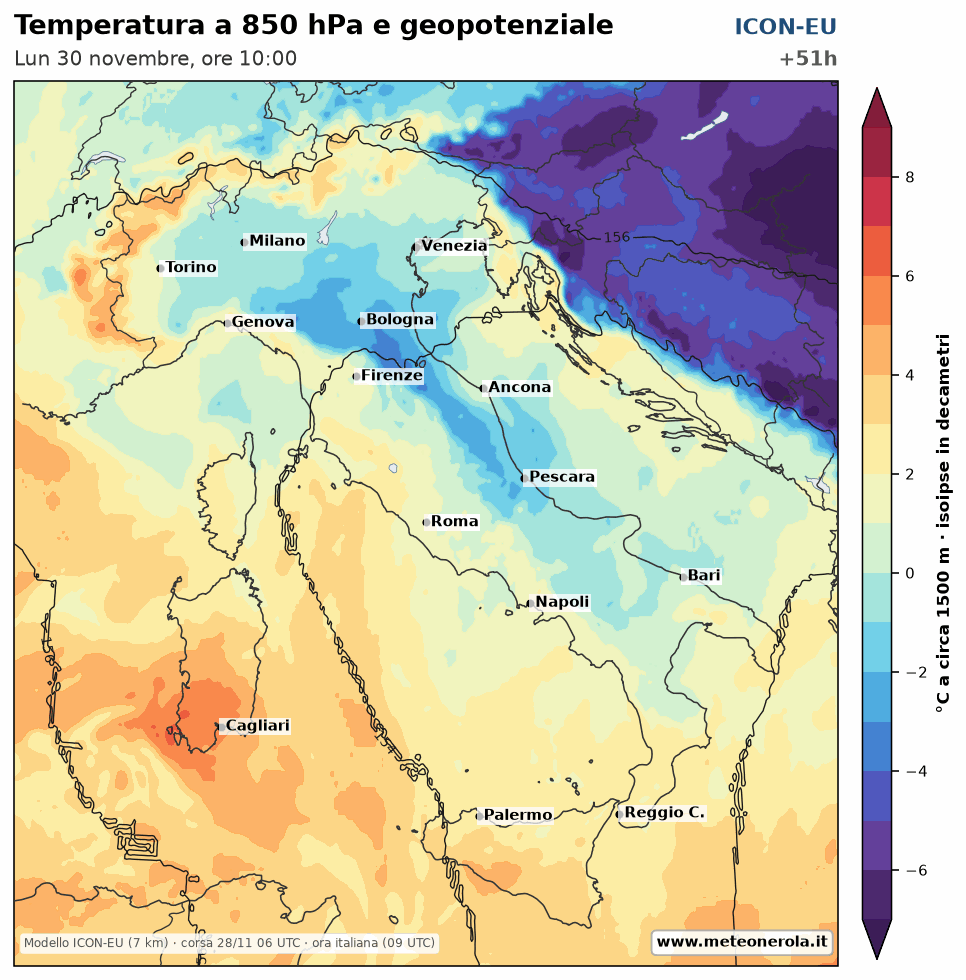 Temperatura a 850 hPa e geopotenziale
ICON-EU
Lun 30 novembre, ore 10:00
+51h
156
Milano
Venezia
Torino
Genova
Bologna
Firenze
Ancona
Pescara
Roma
Bari
Napoli
Cagliari
Palermo
Reggio C.
8
6
4
2
0
−2
−4
−6
°C a circa 1500 m · isoipse in decametri
Modello ICON-EU (7 km) · corsa 28/11 06 UTC · ora italiana (09 UTC)
www.meteonerola.it